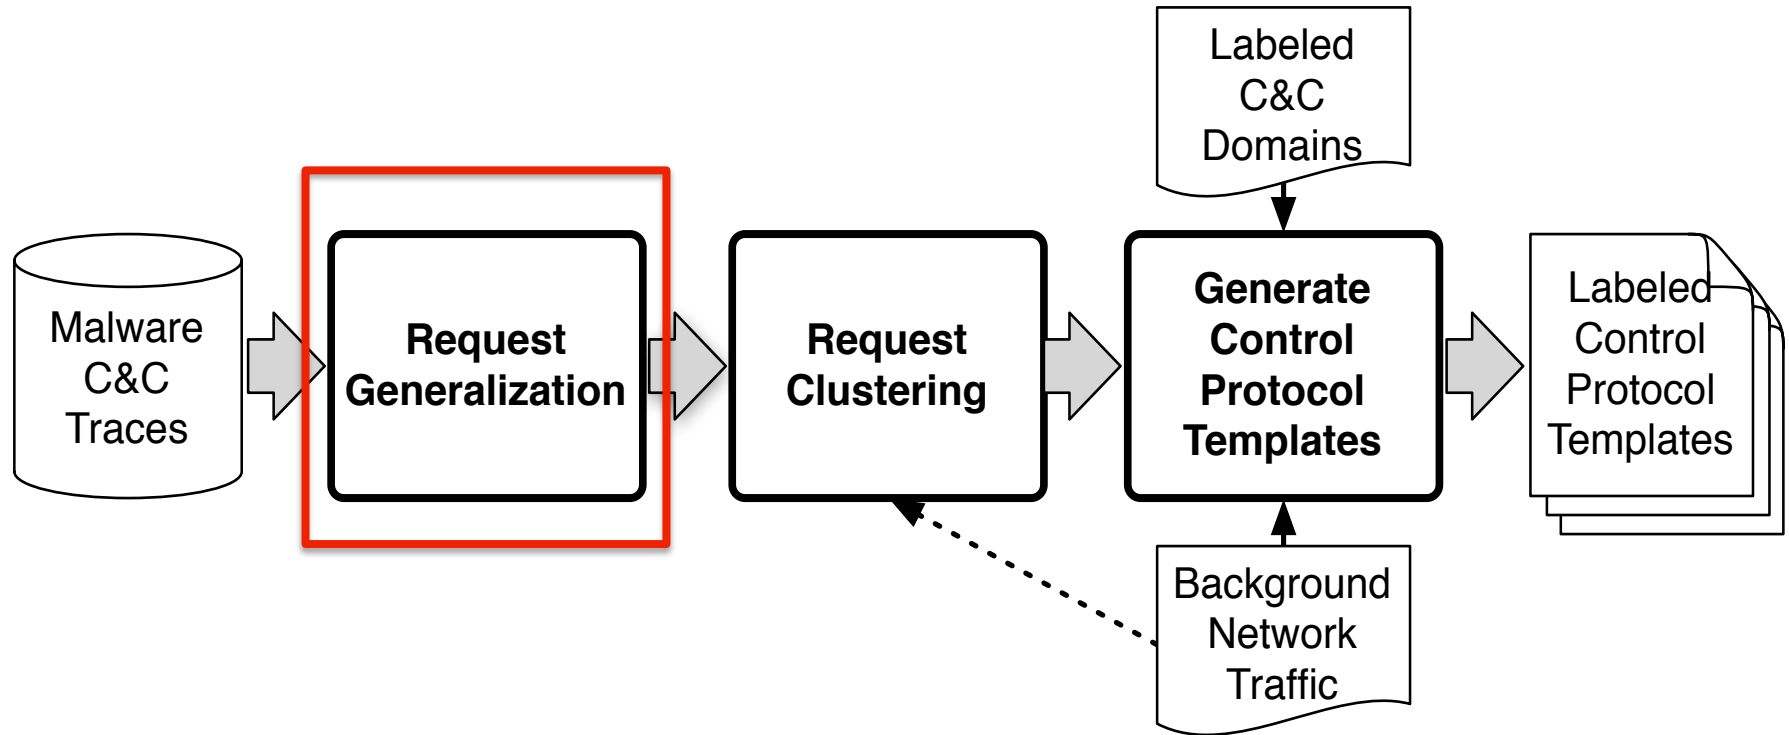 Labeled
C&C
Domains
Malware
C&C
Traces
Request
Generalization
Request
Clustering
Generate
Control
Protocol
Templates
Labeled
Control
Protocol
Templates
Background
Network
Traffic